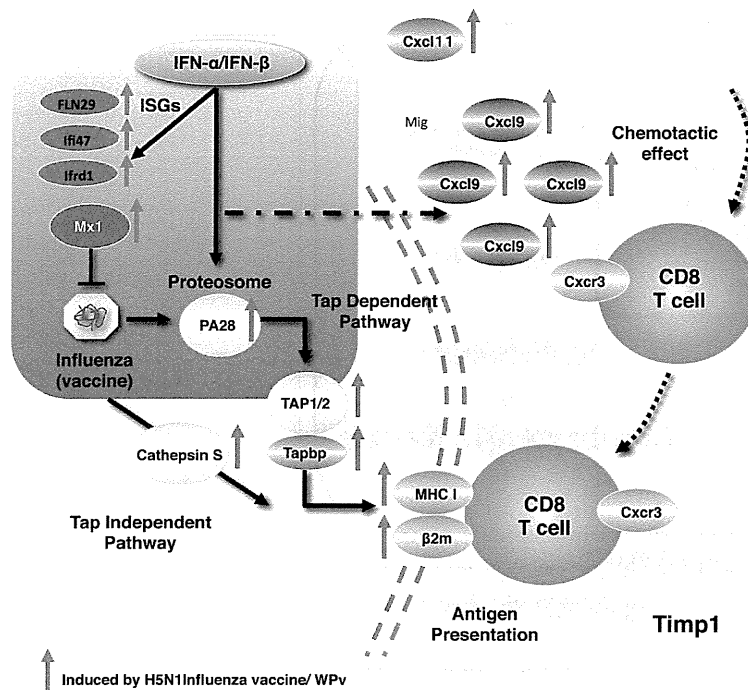 Cxcl11
IFN-α/IFN-β
FLN29
ISGs
Ifi47
Ifrd1
Mx1
Mig
Cxcl9
Cxcl9
Cxcl9
Cxcl9
Chemotactic
effect
Cxcr3
CD8
T cell
Proteosome
PA28
Tap Dependent
Pathway
Influenza
(vaccine)
TAP1/2
Tapbp
Cathepsin S
Tap Independent
Pathway
MHC I
β2m
CD8
T cell
Cxcr3
Antigen
Presentation
Timp1
Induced by H5N1Influenza vaccine/ WPv